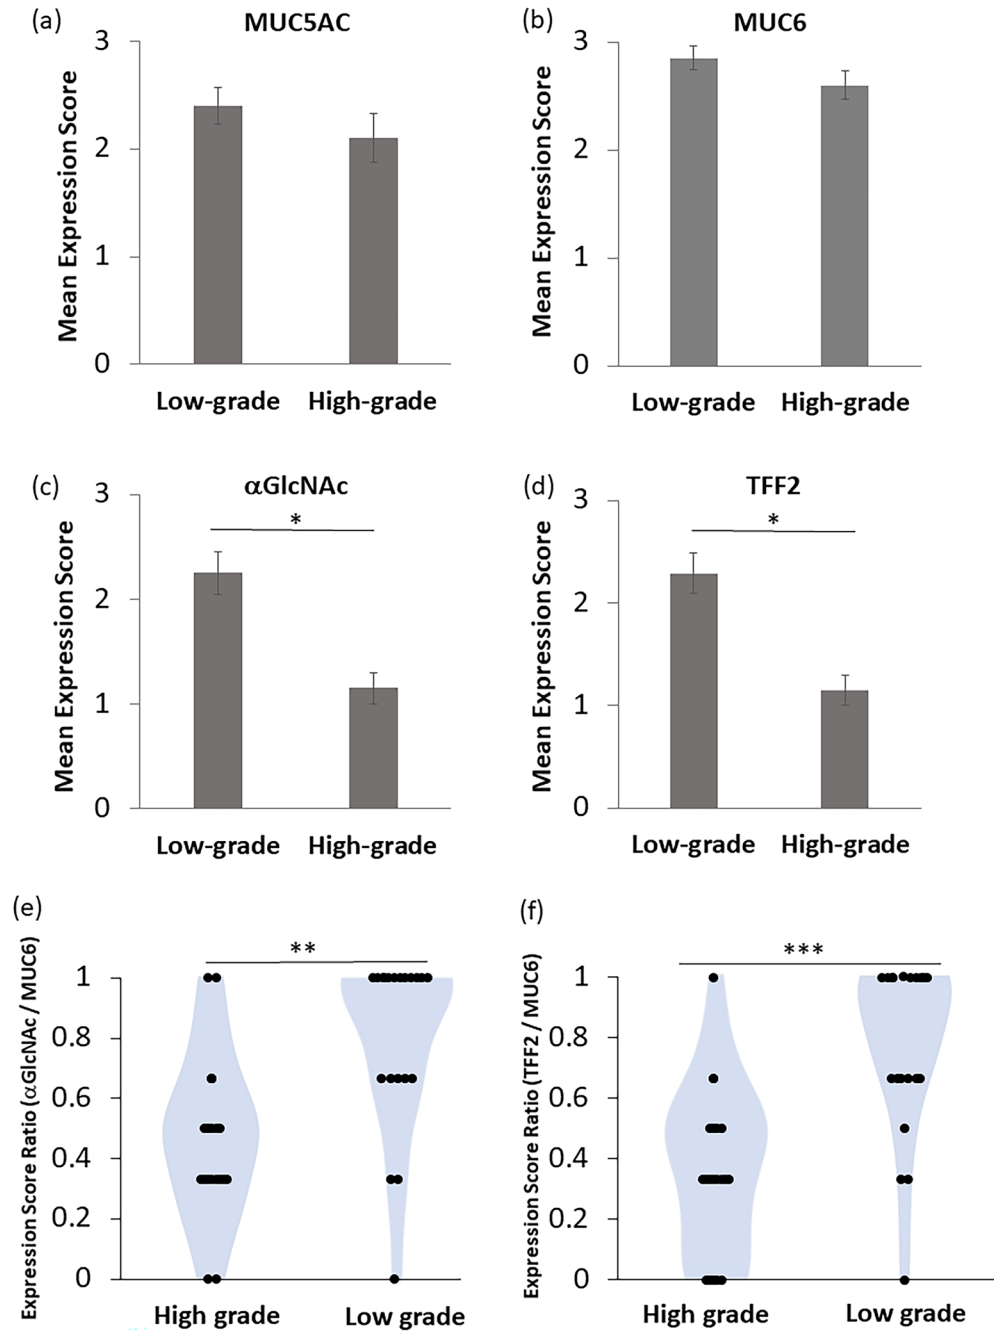 (a)
MUC5AC
Mean Expression Score
3
2
1
0
Low-grade
High-grade
(b)
MUC6
Mean Expression Score
3
2
1
0
Low-grade
High-grade
(c)
αGlcNAc
Mean Expression Score
3
2
1
0
*
Low-grade
High-grade
(d)
TFF2
Mean Expression Score
3
2
1
0
*
Low-grade
High-grade
(e)
Expression Score Ratio (αGlcNAc / MUC6)
1
0.8
0.6
0.4
0.2
0
**
High grade
Low grade
(f)
Expression Score Ratio (TFF2 / MUC6)
1
0.8
0.6
0.4
0.2
0
***
High grade
Low grade